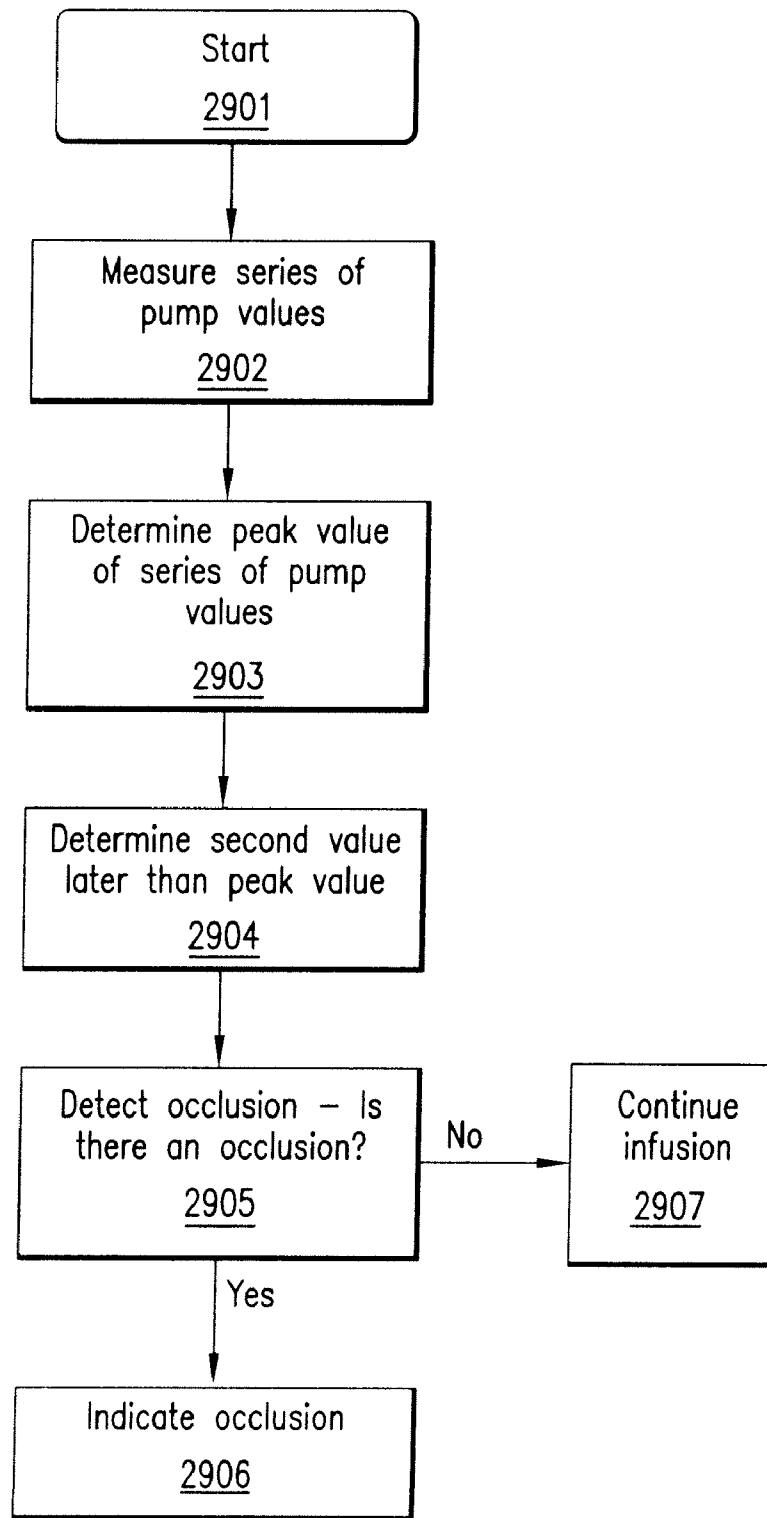 Start
2901
Measure series of
pump values
2902
Determine peak value
of series of pump
values
2903
Determine second value
later than peak value
2904
Detect occlusion – Is
there an occlusion?
2905
No
Continue
infusion
2907
Yes
Indicate occlusion
2906